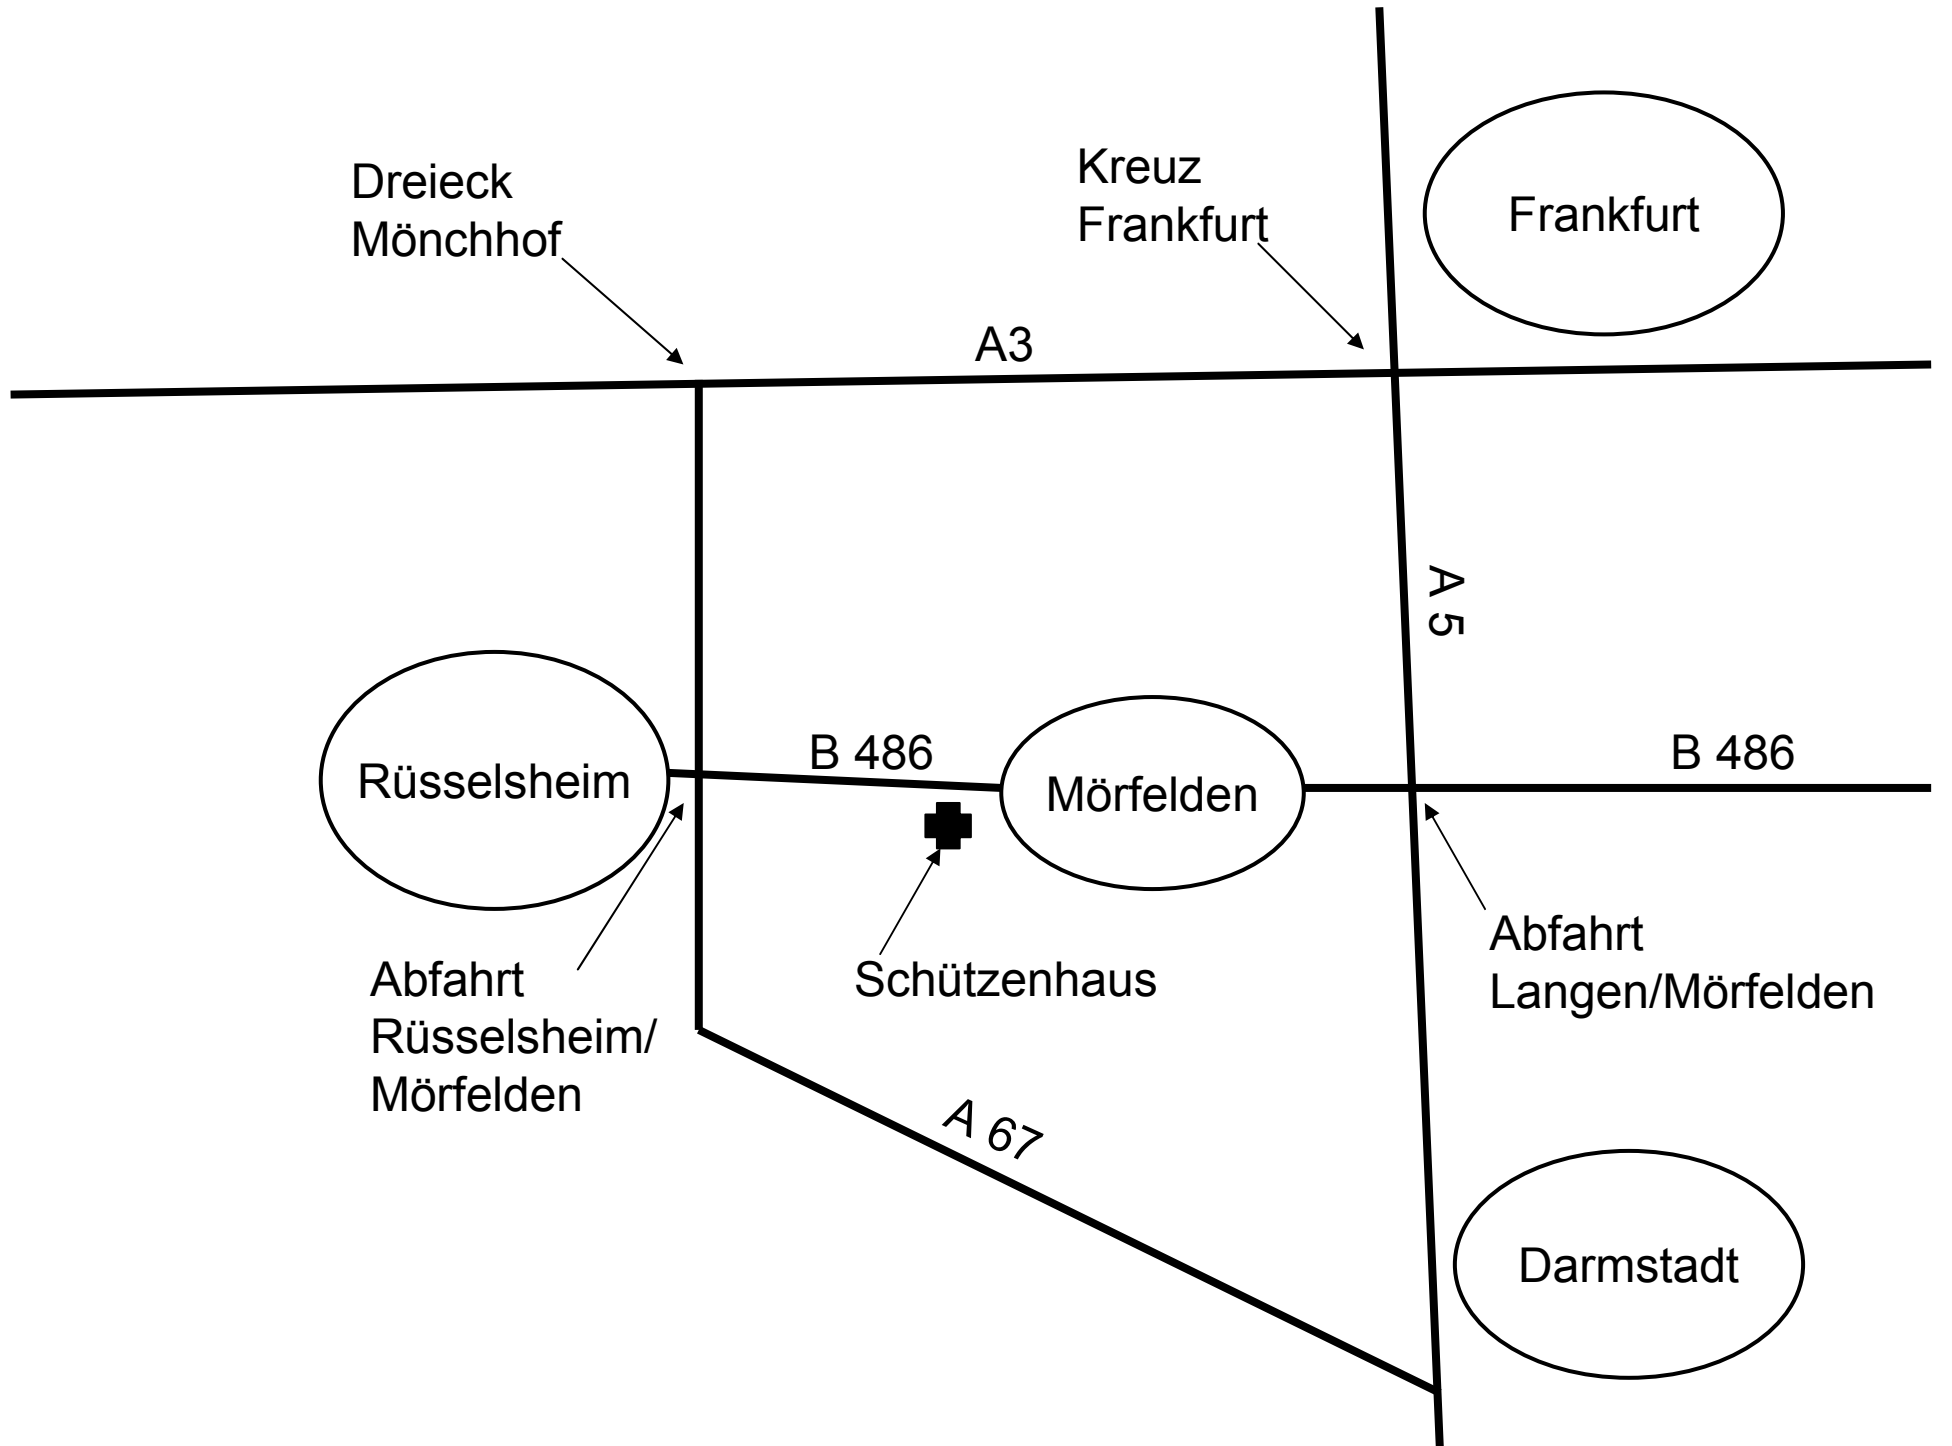 Dreieck
Mönchhof
Kreuz
Frankfurt
Frankfurt
A3
A 5
Rüsselsheim
B 486
Mörfelden
B 486
Abfahrt
Rüsselsheim/
Mörfelden
Schützenhaus
Abfahrt
Langen/Mörfelden
A 67
Darmstadt